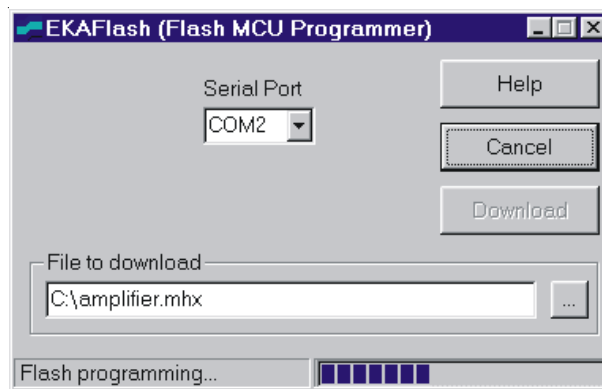 EKAFlash (Flash MCU Programmer)
Serial Port
COM2
Help
Cancel
Download
File to download
C:\amplifier.mhx
...
Flash programming...